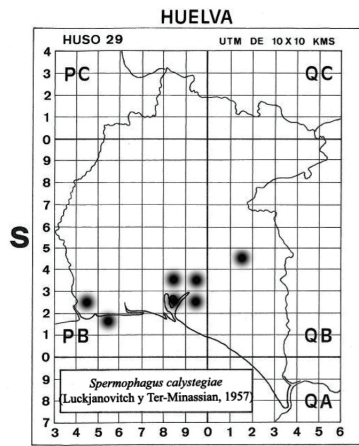 HUELVA
HUSO 29 UTM DE 10 X 10 KMS
4 PC QC
3
2
1
0
9
8
7
6
5
S
4
3
2
1 PB QB
0
9
8 QA
7
Spermophagus calystegiae
(Luckjanovitch y Ter-Minassian, 1957)
3 4 5 6 7 8 9 0 1 2 3 4 5 6